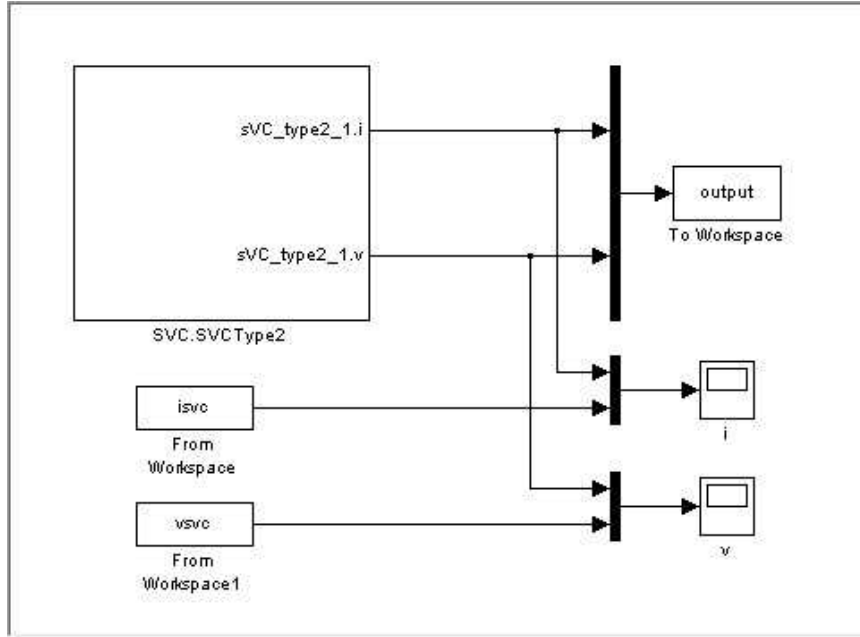 sVC_type2_1.i
output
To Workspace
sVC_type2_1.v
SVC.SVCType2
isvc
From
Workspace
i
vsvc
From
Workspace1
v